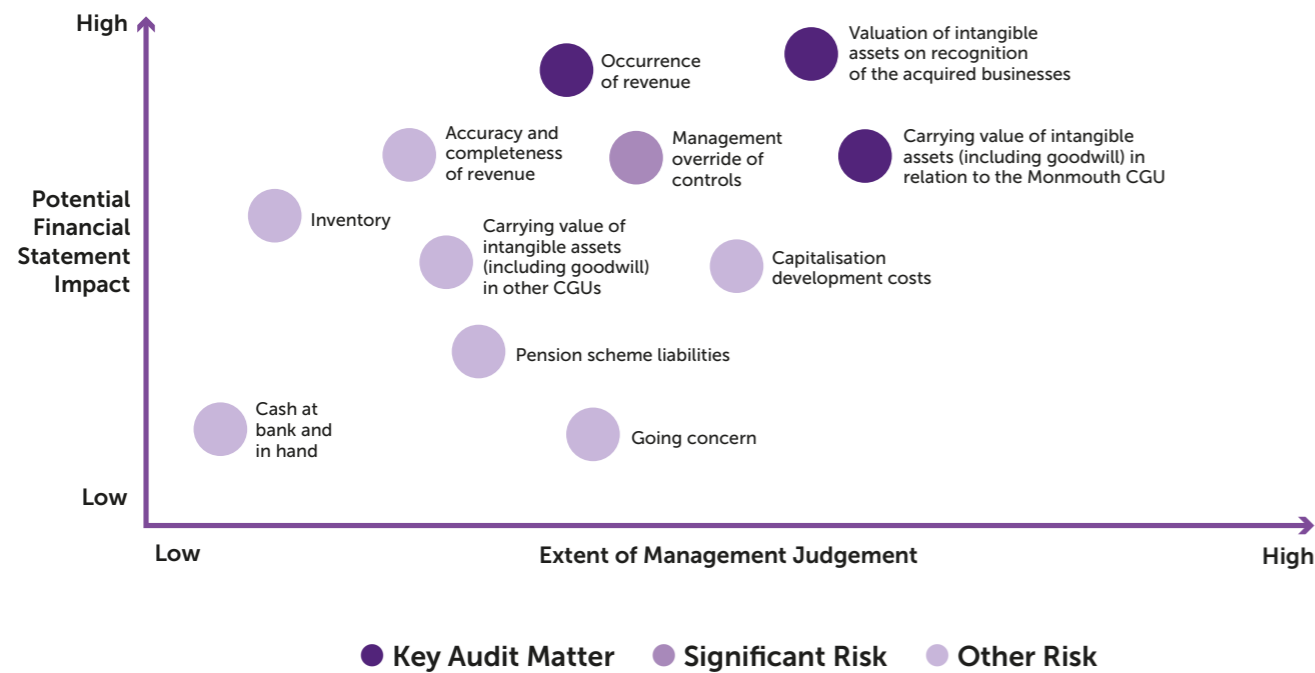 High
Potential
Financial
Statement
Impact
Low
Occurrence
of revenue
Valuation of intangible
assets on recognition
of the acquired businesses
Accuracy and
completeness
of revenue
Management
override of
controls
Carrying value of intangible
assets (including goodwill) in
relation to the Monmouth CGU
Inventory
Carrying value of
intangible assets
(including goodwill)
in other CGUs
Capitalisation
development costs
Pension scheme liabilities
Cash at
bank and
in hand
Going concern
Low
Extent of Management Judgement
High
Key Audit Matter
Significant Risk
Other Risk